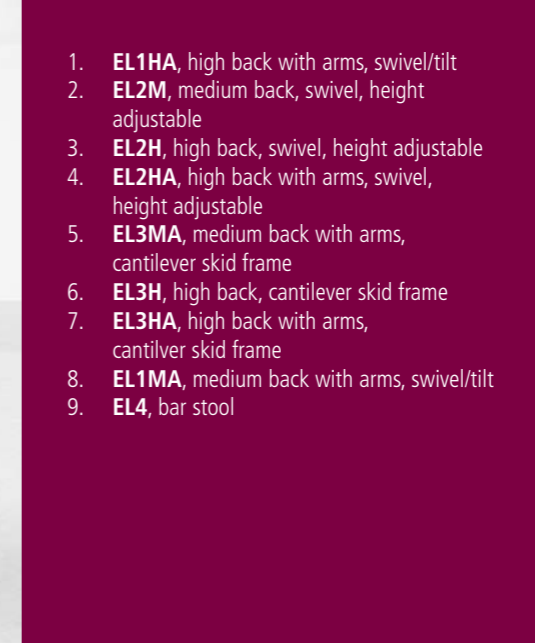 1. EL1HA, high back with arms, swivel/tilt
2. EL2M, medium back, swivel, height
adjustable
3. EL2H, high back, swivel, height adjustable
4. EL2HA, high back with arms, swivel,
height adjustable
5. EL3MA, medium back with arms,
cantilever skid frame
6. EL3H, high back, cantilever skid frame
7. EL3HA, high back with arms,
cantilver skid frame
8. EL1MA, medium back with arms, swivel/tilt
9. EL4, bar stool